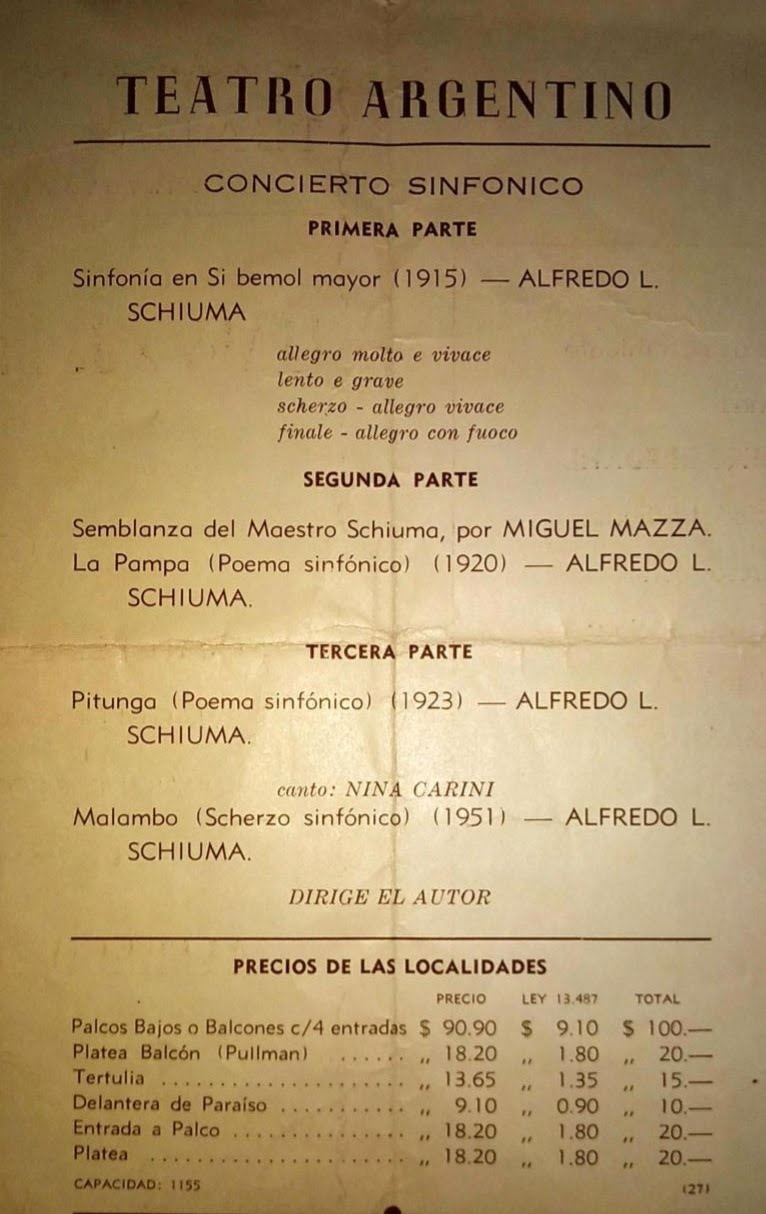 TEATRO ARGENTINO
CONCIERTO SINFONICO
PRIMERA PARTE
Sinfonía en Si bemol mayor (1915) — ALFREDO L.
SCHIUMA
allegro molto e vivace
lento e grave
scherzo - allegro vivace
finale - allegro con fuoco
SEGUNDA PARTE
Semblanza del Maestro Schiuma, por MIGUEL MAZZA.
La Pampa (Poema sinfónico) (1920) — ALFREDO L.
SCHIUMA.
TERCERA PARTE
Pitunga (Poema sinfónico) (1923) — ALFREDO L.
SCHIUMA.
canto: NINA CARINI
Malambo (Scherzo sinfónico) (1951) — ALFREDO L.
SCHIUMA.
DIRIGE EL AUTOR
PRECIOS DE LAS LOCALIDADES
PRECIO LEY 13.487 TOTAL
Palcos Bajos o Balcones c/4 entradas $ 90.90 $ 9.10 $ 100.—
Platea Balcón (Pullman) ...... ,, 18.20 ,, 1.80 ,, 20.—
Tertulia .................... ,, 13.65 ,, 1.35 ,, 15.—
Delantera de Paraíso .......... ,, 9.10 ,, 0.90 ,, 10.—
Entrada a Palco .............. ,, 18.20 ,, 1.80 ,, 20.—
Platea .................... ,, 18.20 ,, 1.80 ,, 20.—
CAPACIDAD: 1155 (27)